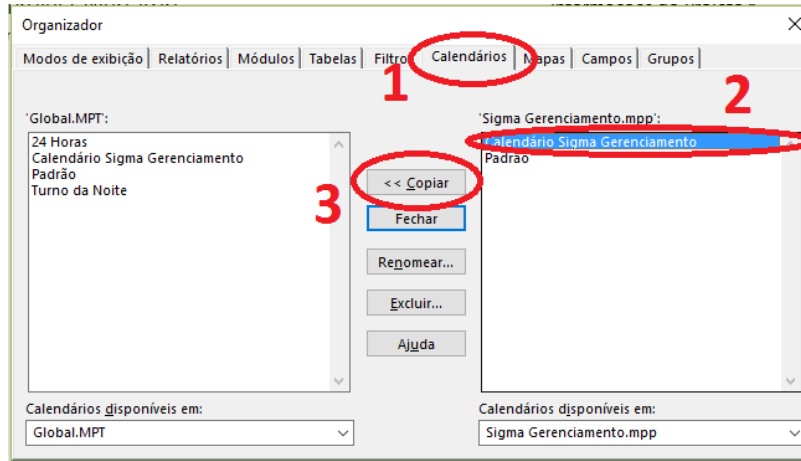 Organizador
Modos de exibição Relatórios Módulos Tabelas Filtro Calendários Mapas Campos Grupos
1
2
'Global.MPT': 'Sigma Gerenciamento.mpp':
24 Horas
Calendário Sigma Gerenciamento
Padrão
Turno da Noite
Calendário Sigma Gerenciamento
Padrão
<< Copiar
3
Fechar
Renomear...
Excluir...
Ajuda
Calendários disponíveis em: Calendários disponíveis em:
Global.MPT Sigma Gerenciamento.mpp